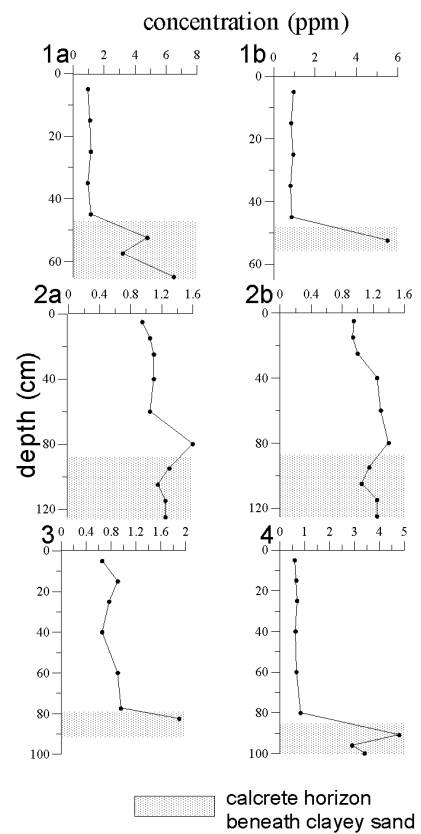 concentration (ppm)
1a 0 2 4 6 8
0
20
40
60
1b 2 4 6
0
20
40
60
2a 0 0.4 0.8 1.2 1.6
0
40
80
120
2b 0 0.4 0.8 1.2 1.6
0
40
80
120
depth (cm)
3 0 0.4 0.8 1.2 1.6 2
0
20
40
60
80
100
4 0 1 2 3 4 5
0
20
40
60
80
100
calcrete horizon
beneath clayey sand